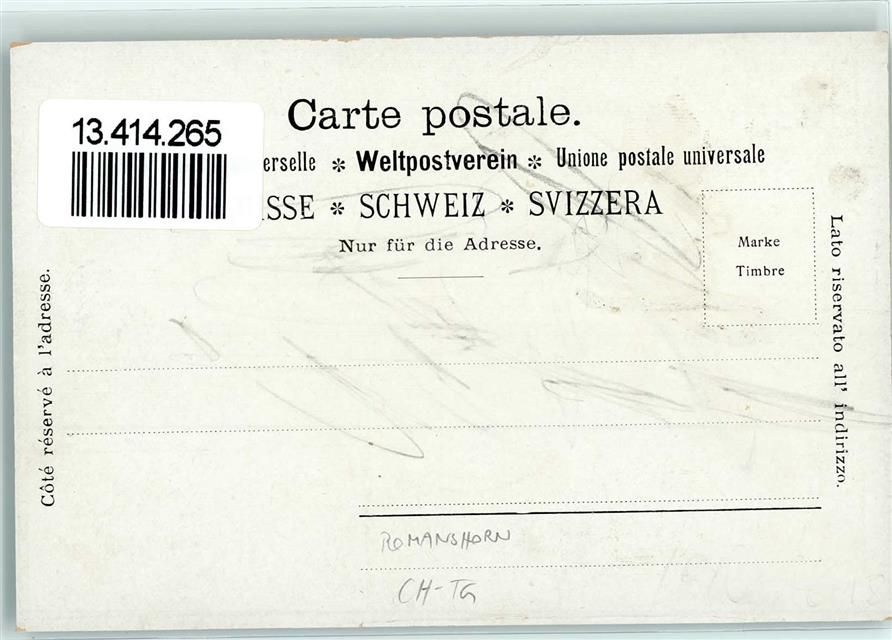 13.414.265
Carte postale.
erselle * Weltpostverein * Unione postale universale
SSE * SCHWEIZ * SVIZZERA
Nur für die Adresse.
Marke
Timbre
Côté réservé à l'adresse.
Lato riservato all' indirizzo.
ROMANSHORN
CH-TG